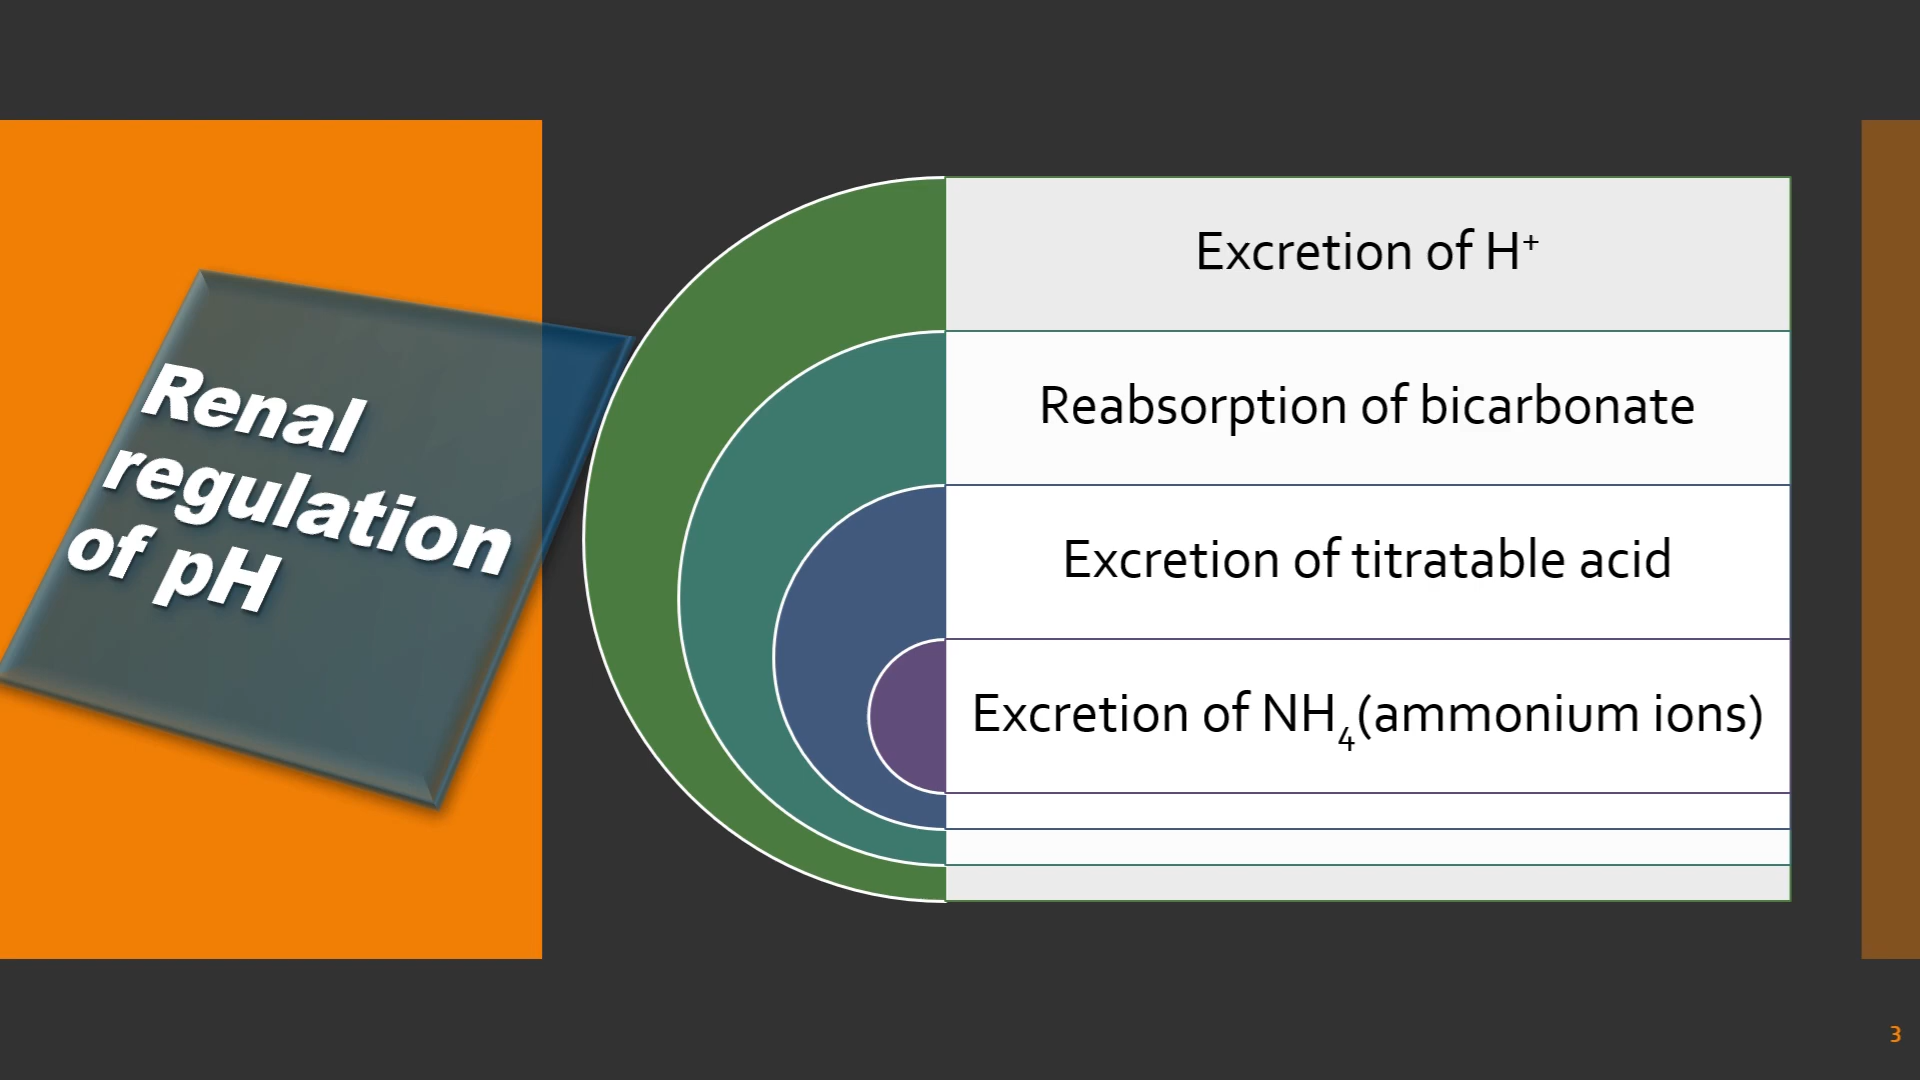 Renal
regulation
of pH
Excretion of H⁺
Reabsorption of bicarbonate
Excretion of titratable acid
Excretion of NH₄(ammonium ions)
3